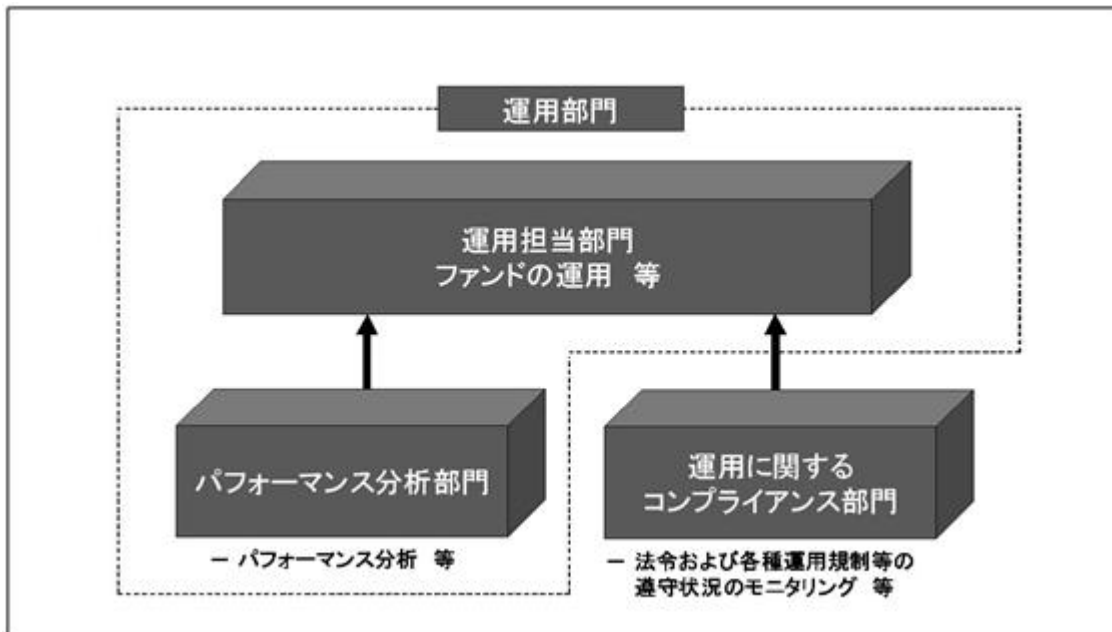 運用部門
運用担当部門
ファンドの運用　等
パフォーマンス分析部門
－ パフォーマンス分析　等
運用に関する
コンプライアンス部門
－ 法令および各種運用規制等の
遵守状況のモニタリング　等